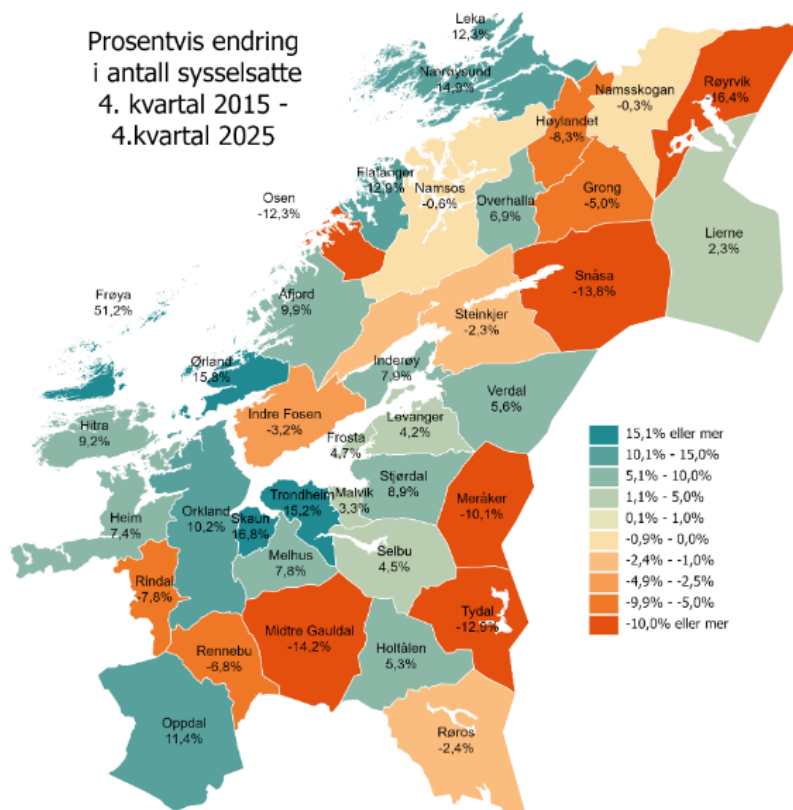 Prosentvis endring
i antall sysselsatte
4. kvartal 2015 -
4.kvartal 2025
Leka
12,3%
Nærøysund
14,9%
Namsskogan
-0,3%
Røyrvik
-16,4%
Høylandet
-8,3%
Osen
-12,3%
Flatanger
12,9%
Namsos
-0,6%
Overhalla
6,9%
Grong
-5,0%
Lierne
2,3%
Snåsa
-13,8%
Frøya
51,2%
Åfjord
9,9%
Steinkjer
-2,3%
Ørland
15,8%
Inderøy
7,9%
Verdal
5,6%
Hitra
9,2%
Indre Fosen
-3,2%
Levanger
4,2%
Frosta
4,7%
Stjørdal
8,9%
Meråker
-10,1%
Heim
7,4%
Orkland
10,2%
Skaun
16,8%
Trondheim
15,2%
Malvik
3,3%
Melhus
7,8%
Selbu
4,5%
Rindal
-7,8%
Tydal
-12,9%
Rennebu
-6,8%
Midtre Gauldal
-14,2%
Holtålen
5,3%
Oppdal
11,4%
Røros
-2,4%
15,1% eller mer
10,1% - 15,0%
5,1% - 10,0%
1,1% - 5,0%
0,1% - 1,0%
-0,9% - 0,0%
-2,4% - -1,0%
-4,9% - -2,5%
-9,9% - -5,0%
-10,0% eller mer